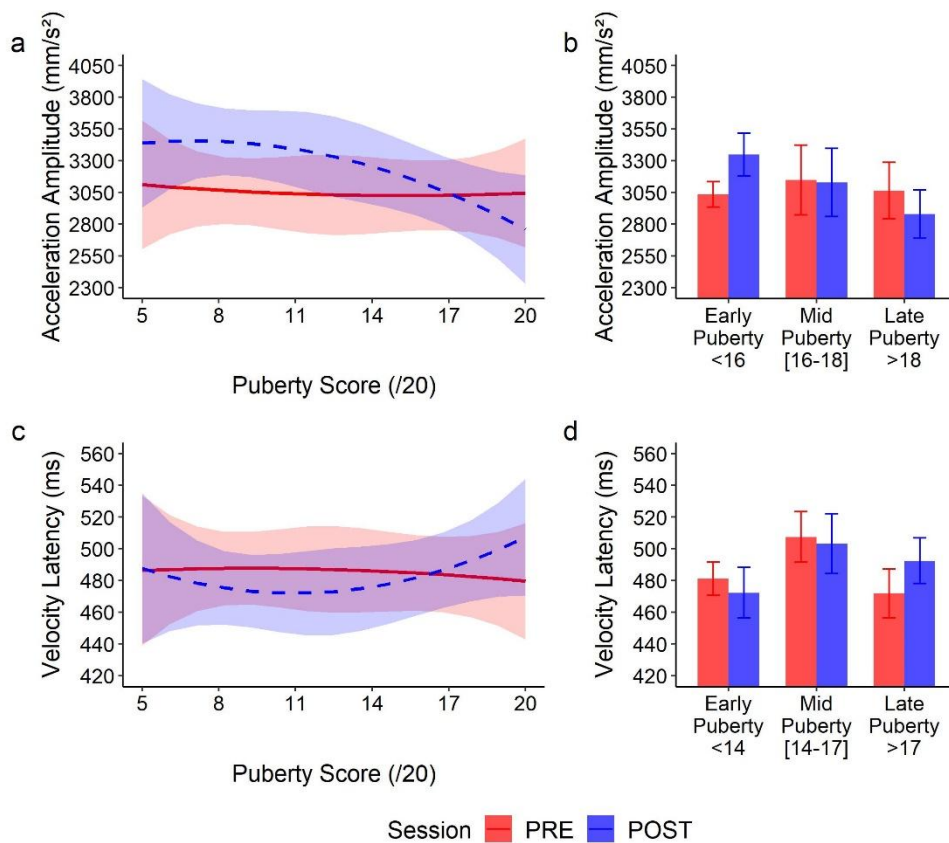 a
Acceleration Amplitude (mm/s²)
4050
3800
3550
3300
3050
2800
2550
2300
5 8 11 14 17 20
Puberty Score (/20)
b
Acceleration Amplitude (mm/s²)
4050
3800
3550
3300
3050
2800
2550
2300
Early Mid Late
Puberty Puberty Puberty
<16 [16-18] >18
c
Velocity Latency (ms)
560
540
520
500
480
460
440
420
5 8 11 14 17 20
Puberty Score (/20)
d
Velocity Latency (ms)
560
540
520
500
480
460
440
420
Early Mid Late
Puberty Puberty Puberty
<14 [14-17] >17
Session PRE POST